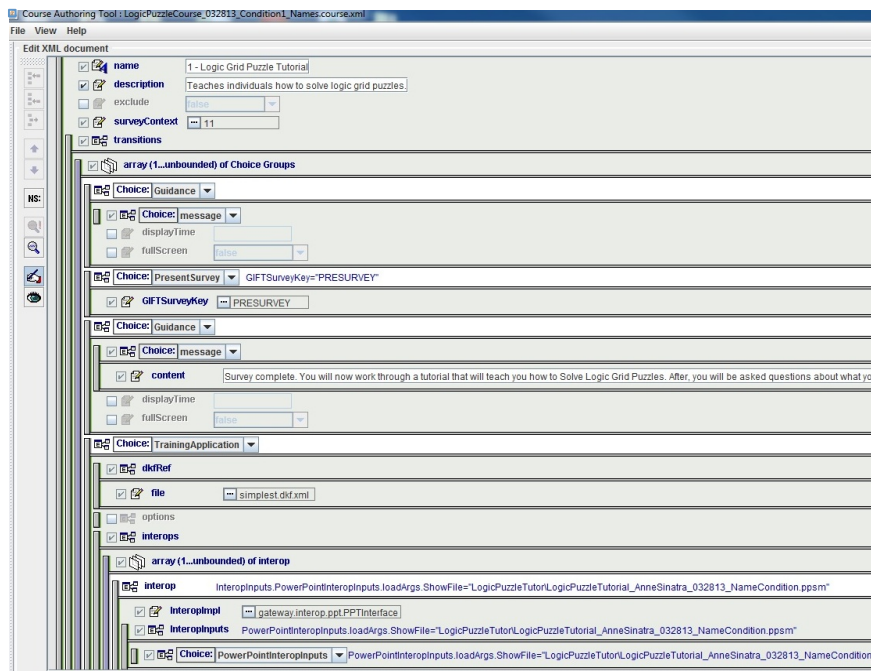 Course Authoring Tool : LogicPuzzleCourse_032813_Condition1_Names.course.xml
File View Help
Edit XML document
name 1 - Logic Grid Puzzle Tutorial
description Teaches individuals how to solve logic grid puzzles.
exclude false
surveyContext ... 11
transitions
array (1...unbounded) of Choice Groups
Choice: Guidance
Choice: message
displayTime
NS:
fullScreen false
Choice: PresentSurvey GIFTSurveyKey="PRESURVEY"
GIFTSurveyKey ... PRESURVEY
Choice: Guidance
Choice: message
content Survey complete. You will now work through a tutorial that will teach you how to Solve Logic Grid Puzzles. After, you will be asked questions about what yo
displayTime
fullScreen false
Choice: TrainingApplication
dkfRef
file ... simplest.dkf.xml
options
interops
array (1...unbounded) of interop
interop InteropInputs.PowerPointInteropInputs.loadArgs.ShowFile="LogicPuzzleTutor\LogicPuzzleTutorial_AnneSinatra_032813_NameCondition.ppsm"
InteropImpl ... gateway.interop.ppt.PPTInterface
InteropInputs PowerPointInteropInputs.loadArgs.ShowFile="LogicPuzzleTutor\LogicPuzzleTutorial_AnneSinatra_032813_NameCondition.ppsm"
Choice: PowerPointInteropInputs PowerPointInteropInputs.loadArgs.ShowFile="LogicPuzzleTutor\LogicPuzzleTutorial_AnneSinatra_032813_NameCondition